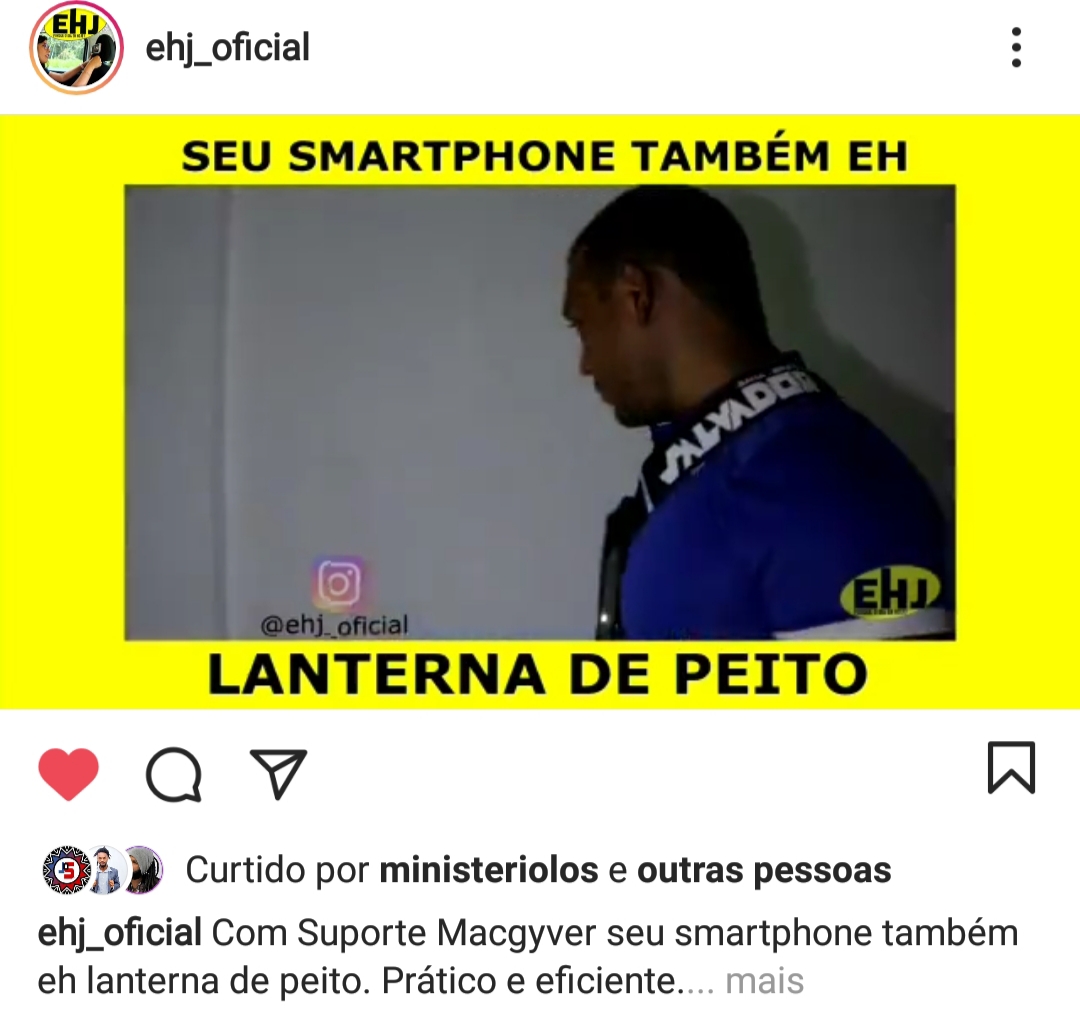 EHJ
ehj_oficial
SEU SMARTPHONE TAMBÉM EH
SALVADOR
EHJ
@ehj_oficial
LANTERNA DE PEITO
Curtido por ministeriolos e outras pessoas
ehj_oficial Com Suporte Macgyver seu smartphone também
eh lanterna de peito. Prático e eficiente.... mais